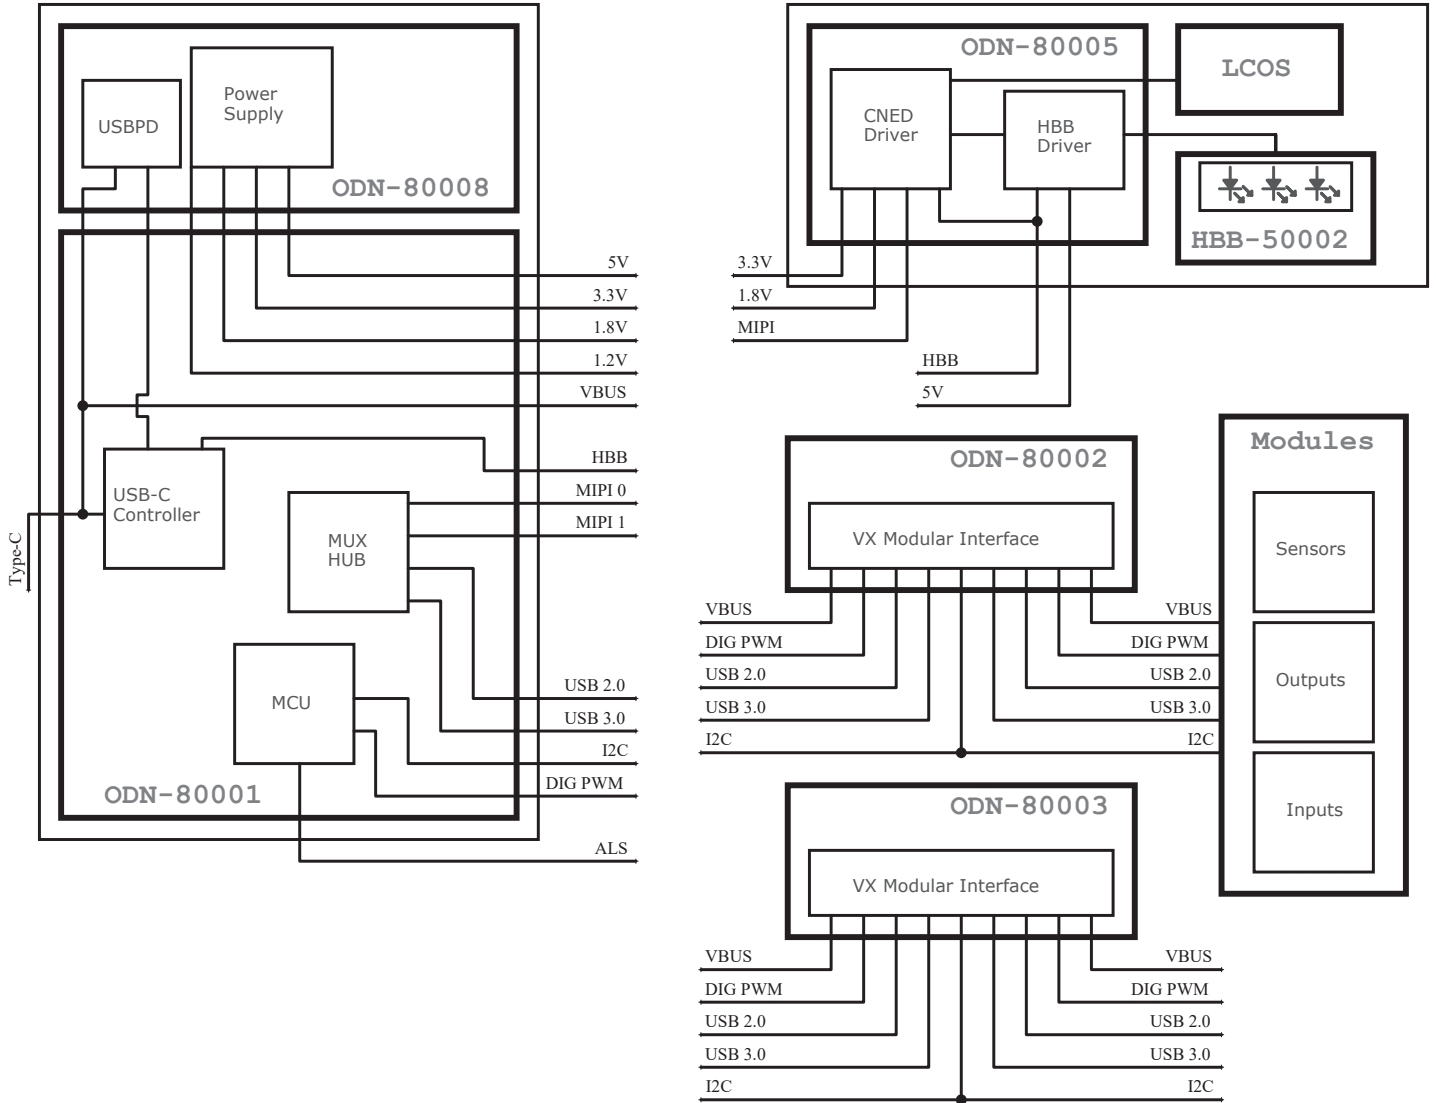 USBPD
Power
Supply
ODN-80008
5V
3.3V
1.8V
1.2V
VBUS
HBB
MIPI 0
MIPI 1
USB-C
Controller
Type-C
MUX
HUB
MCU
USB 2.0
USB 3.0
I2C
DIG PWM
ODN-80001
ALS
ODN-80005
CNED
Driver
HBB
Driver
LCOS
HBB-50002
3.3V
1.8V
MIPI
HBB
5V
ODN-80002
VX Modular Interface
VBUS
DIG PWM
USB 2.0
USB 3.0
I2C
VBUS
DIG PWM
USB 2.0
USB 3.0
I2C
Modules
Sensors
Outputs
Inputs
ODN-80003
VX Modular Interface
VBUS
DIG PWM
USB 2.0
USB 3.0
I2C
VBUS
DIG PWM
USB 2.0
USB 3.0
I2C